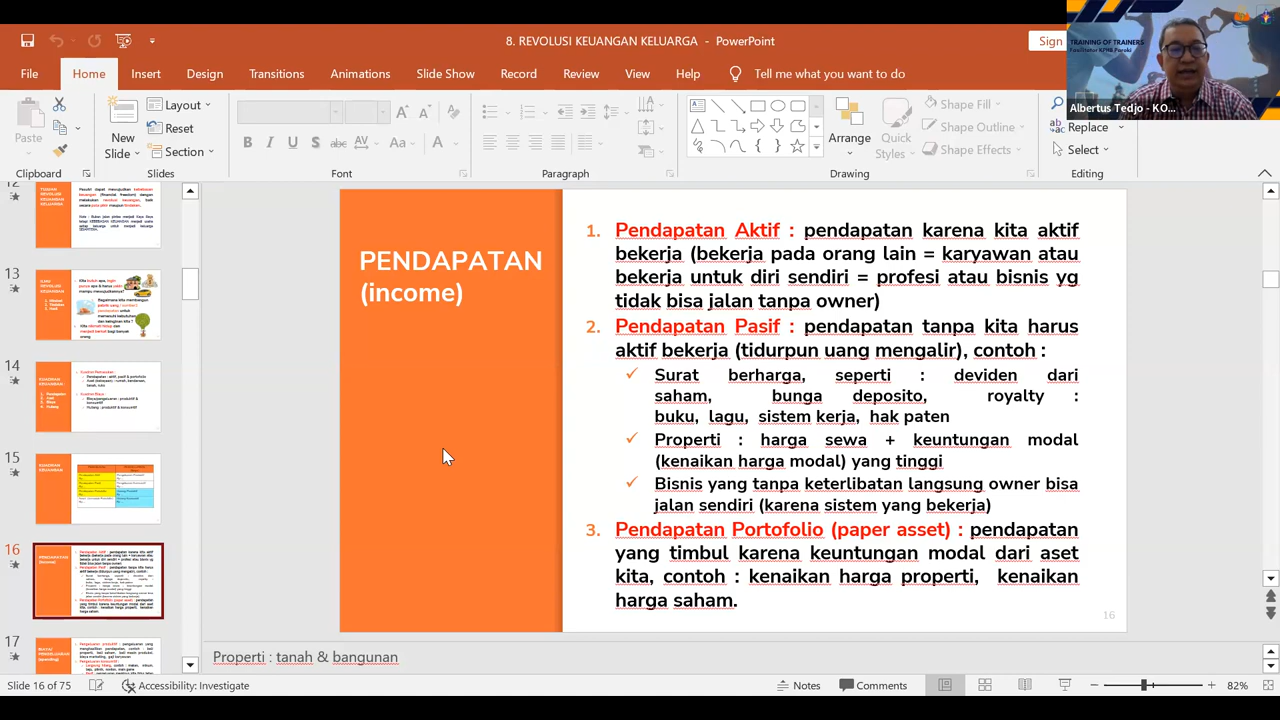 8. REVOLUSI KEUANGAN KELUARGA - PowerPoint
Sign
TRAINING OF TRAINERS
Albertus Tedjo - KO...
File Home Insert Design Transitions Animations Slide Show Record Review View Help Tell me what you want to do
Paste
New Slide
Layout
Reset
Section
Arrange
Quick Styles
Shape Fill
Shape Outline
Shape Effects
Replace
Select
Clipboard Slides Font Paragraph Drawing Editing
12
13
14
15
16
17
PENDAPATAN
(income)
1. Pendapatan Aktif : pendapatan karena kita aktif
bekerja (bekerja pada orang lain = karyawan atau
bekerja untuk diri sendiri = profesi atau bisnis yg
tidak bisa jalan tanpa owner)
2. Pendapatan Pasif : pendapatan tanpa kita harus
aktif bekerja (tidurpun uang mengalir), contoh :
Surat berharga seperti : deviden dari
saham, bunga deposito, royalty :
buku, lagu, sistem kerja, hak paten
Properti : harga sewa + keuntungan modal
(kenaikan harga modal) yang tinggi
Bisnis yang tanpa keterlibatan langsung owner bisa
jalan sendiri (karena sistem yang bekerja)
3. Pendapatan Portofolio (paper asset) : pendapatan
yang timbul karena keuntungan modal dari aset
kita, contoh : kenaikan harga properti, kenaikan
harga saham.
16
Properti : tanah & bangunan
Slide 16 of 75 Accessibility: Investigate Notes Comments 82%